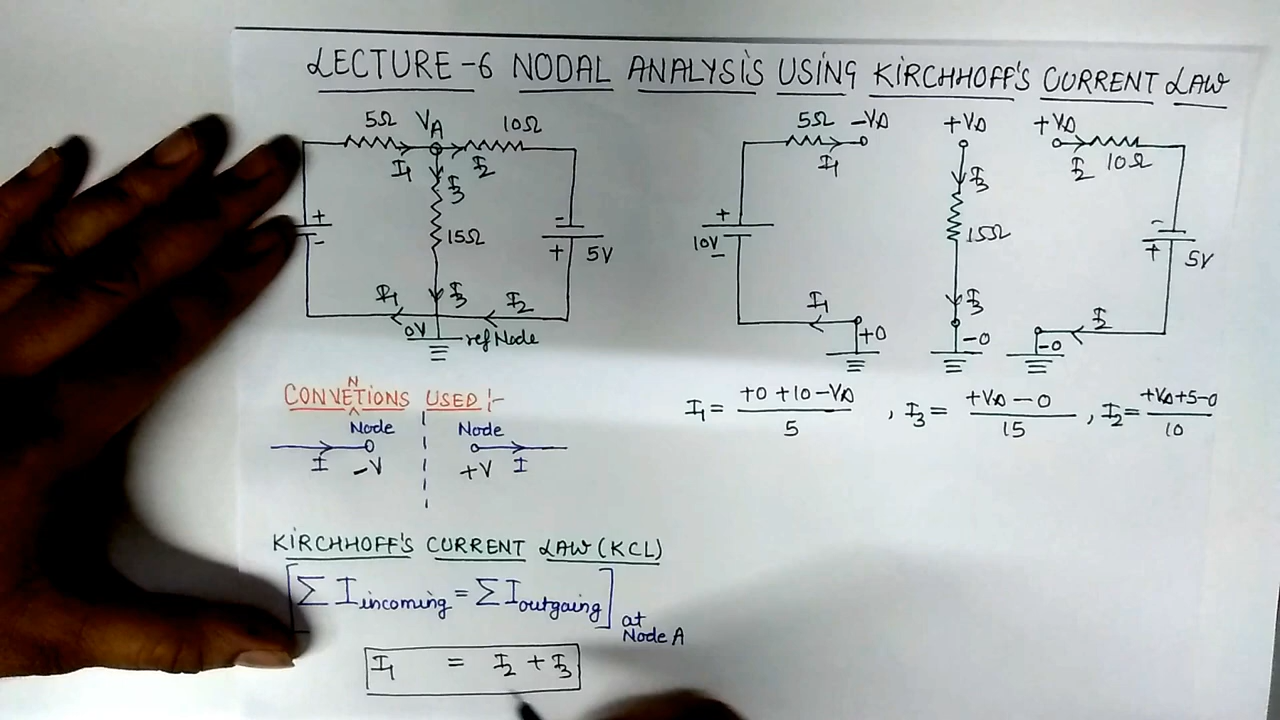 LECTURE-6 NODAL ANALYSIS USING KIRCHHOFF'S CURRENT LAW
5Ω VA 10Ω
I1 I2
I3
15Ω
+
-
-
+ 5V
I1 I3 I2
0V ref Node
5Ω -VA +VA +VA
I1 I3 I2 10Ω
+
10V
-
15Ω
-
+ 5V
I1 I3 I2
+0 -0 -0
CONVETIONS USED :-
N
Node Node
I -V +V I
I1 = +0+10-VA / 5 , I3 = +VA-0 / 15 , I2 = +VA+5-0 / 10
KIRCHHOFF'S CURRENT LAW (KCL)
[∑ I incoming = ∑ I outgoing] at Node A
I1 = I2 + I3